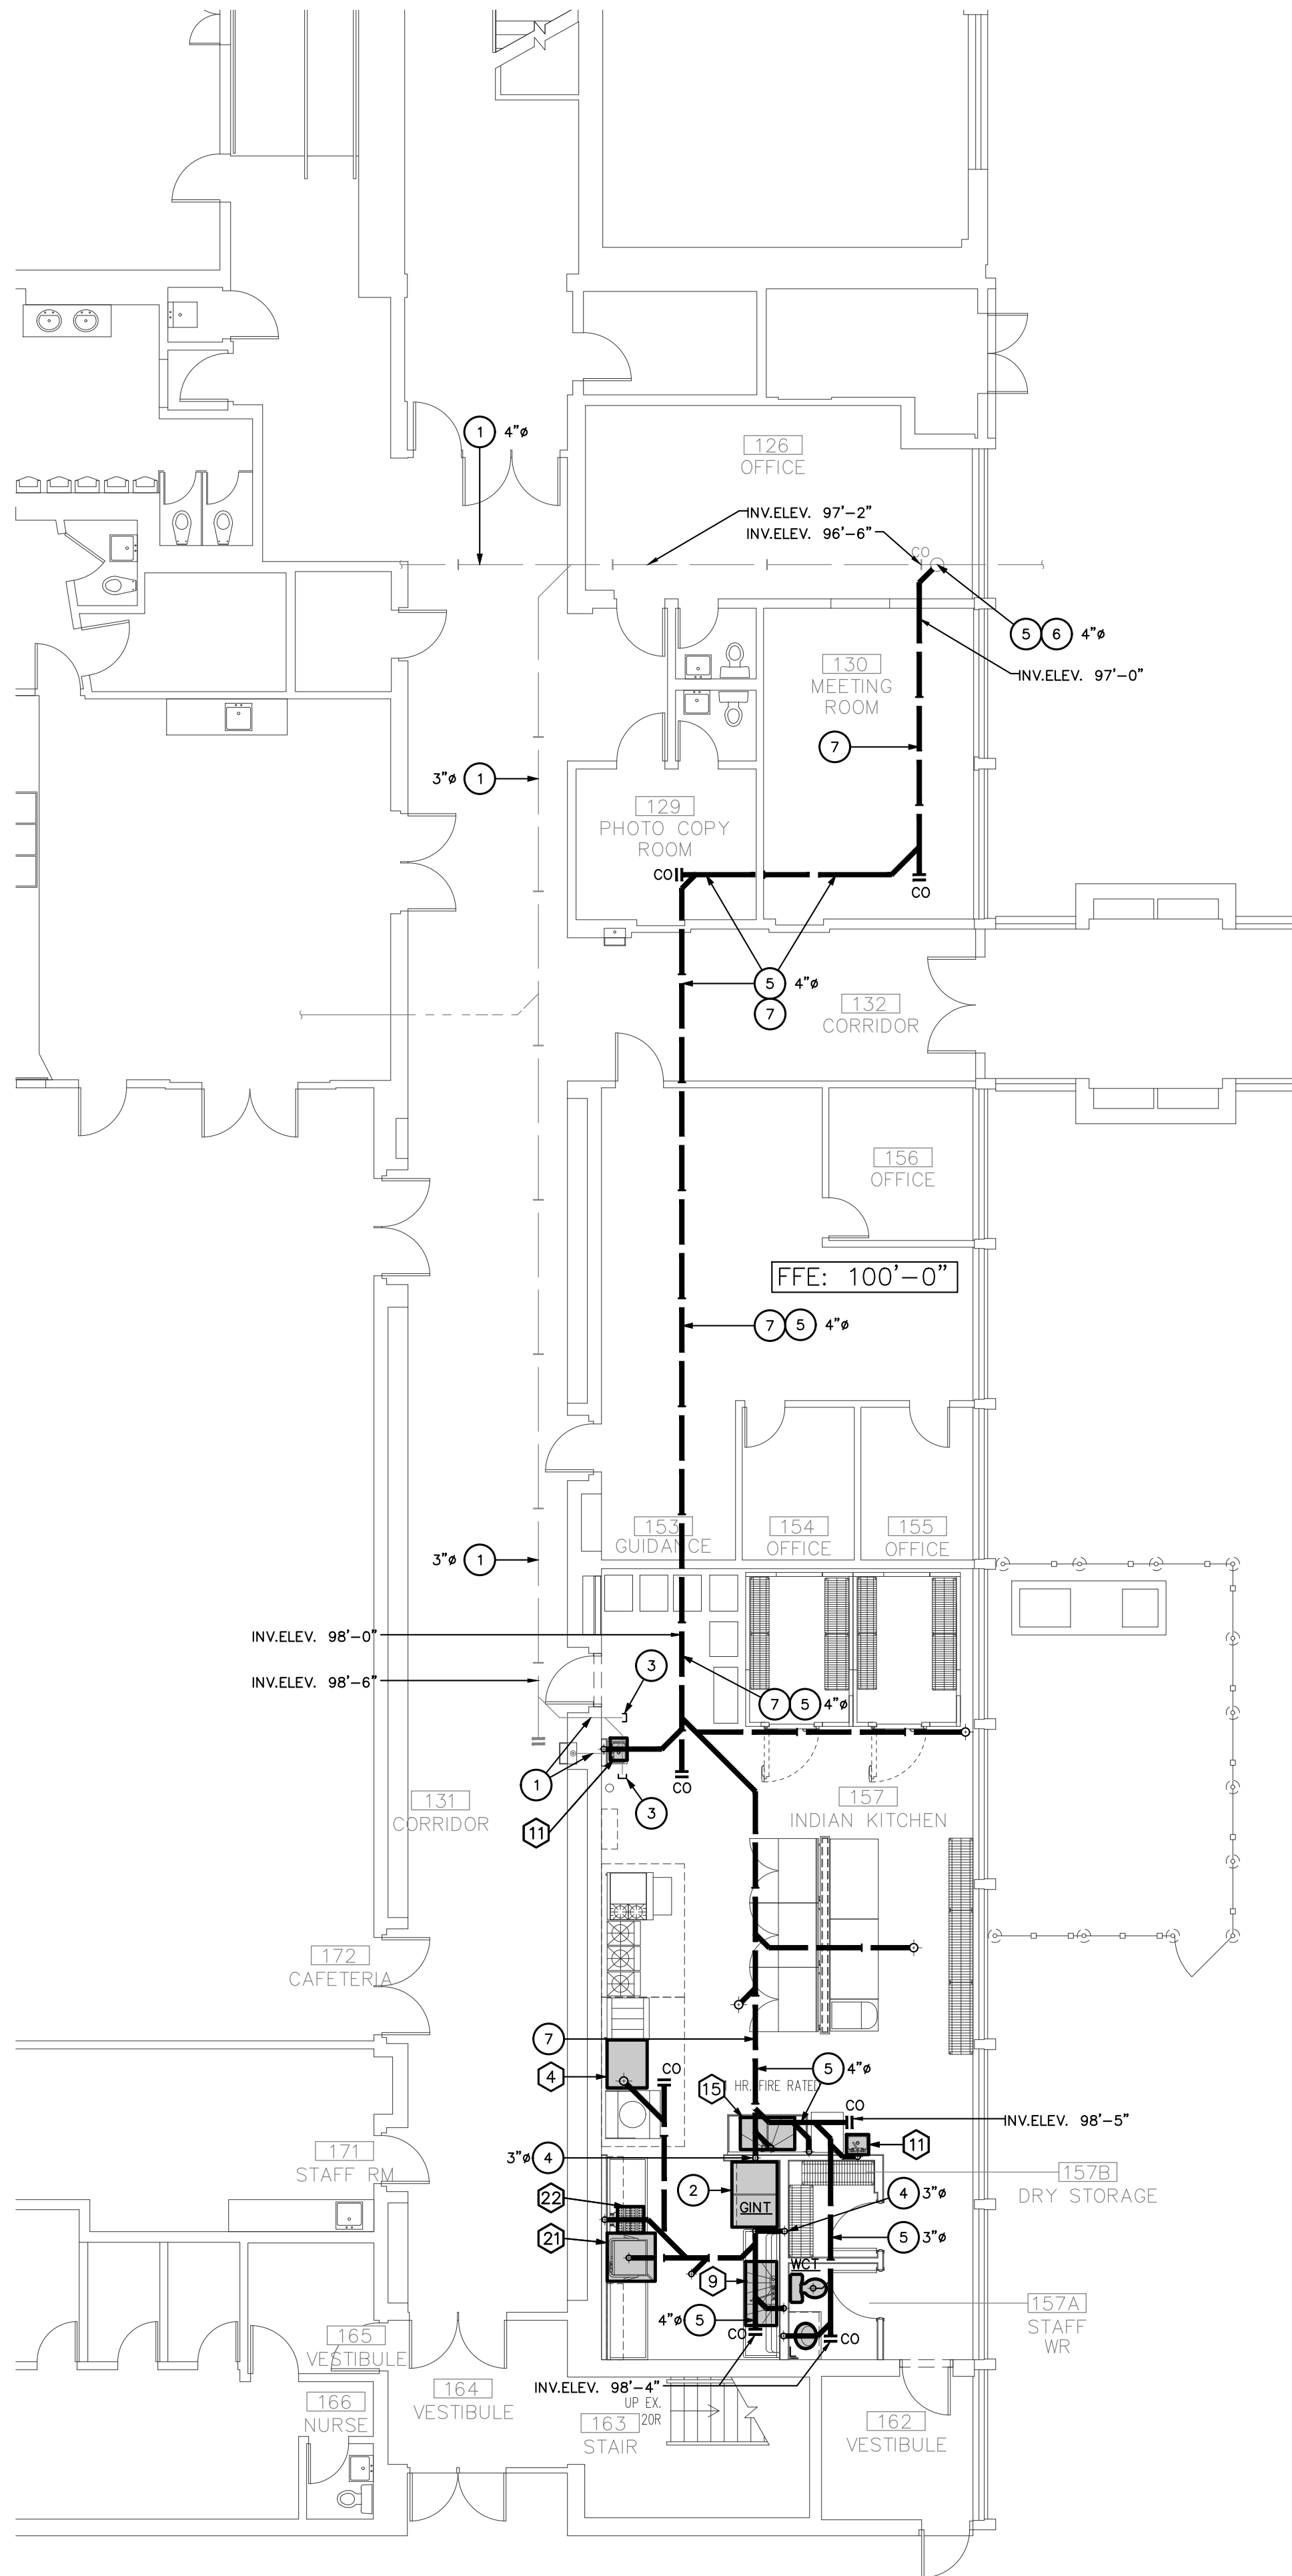 1 4"ø
126
OFFICE
INV.ELEV. 97'-2"
INV.ELEV. 96'-6"
CO
5 6 4"ø
130
MEETING
ROOM
INV.ELEV. 97'-0"
7
3"ø 1
129
PHOTO COPY
ROOM
CO
CO
5 4"ø
7
132
CORRIDOR
156
OFFICE
FFE: 100'-0"
7 5 4"ø
153
GUIDANCE
154
OFFICE
155
OFFICE
3"ø 1
INV.ELEV. 98'-0"
3
INV.ELEV. 98'-6"
7 5 4"ø
1
CO
131
CORRIDOR
11
3
157
INDIAN KITCHEN
172
CAFETERIA
7
4
CO
5 4"ø
HR. FIRE RATED
15
CO
INV.ELEV. 98'-5"
11
171
STAFF RM
3"ø 4
157B
DRY STORAGE
22
2
GINT
4 3"ø
21
5 3"ø
WCT
9
157A
STAFF
WR
4"ø 5
CO
CO
165
VESTIBULE
INV.ELEV. 98'-4"
164
VESTIBULE
166
NURSE
UP EX.
20R
163
STAIR
162
VESTIBULE